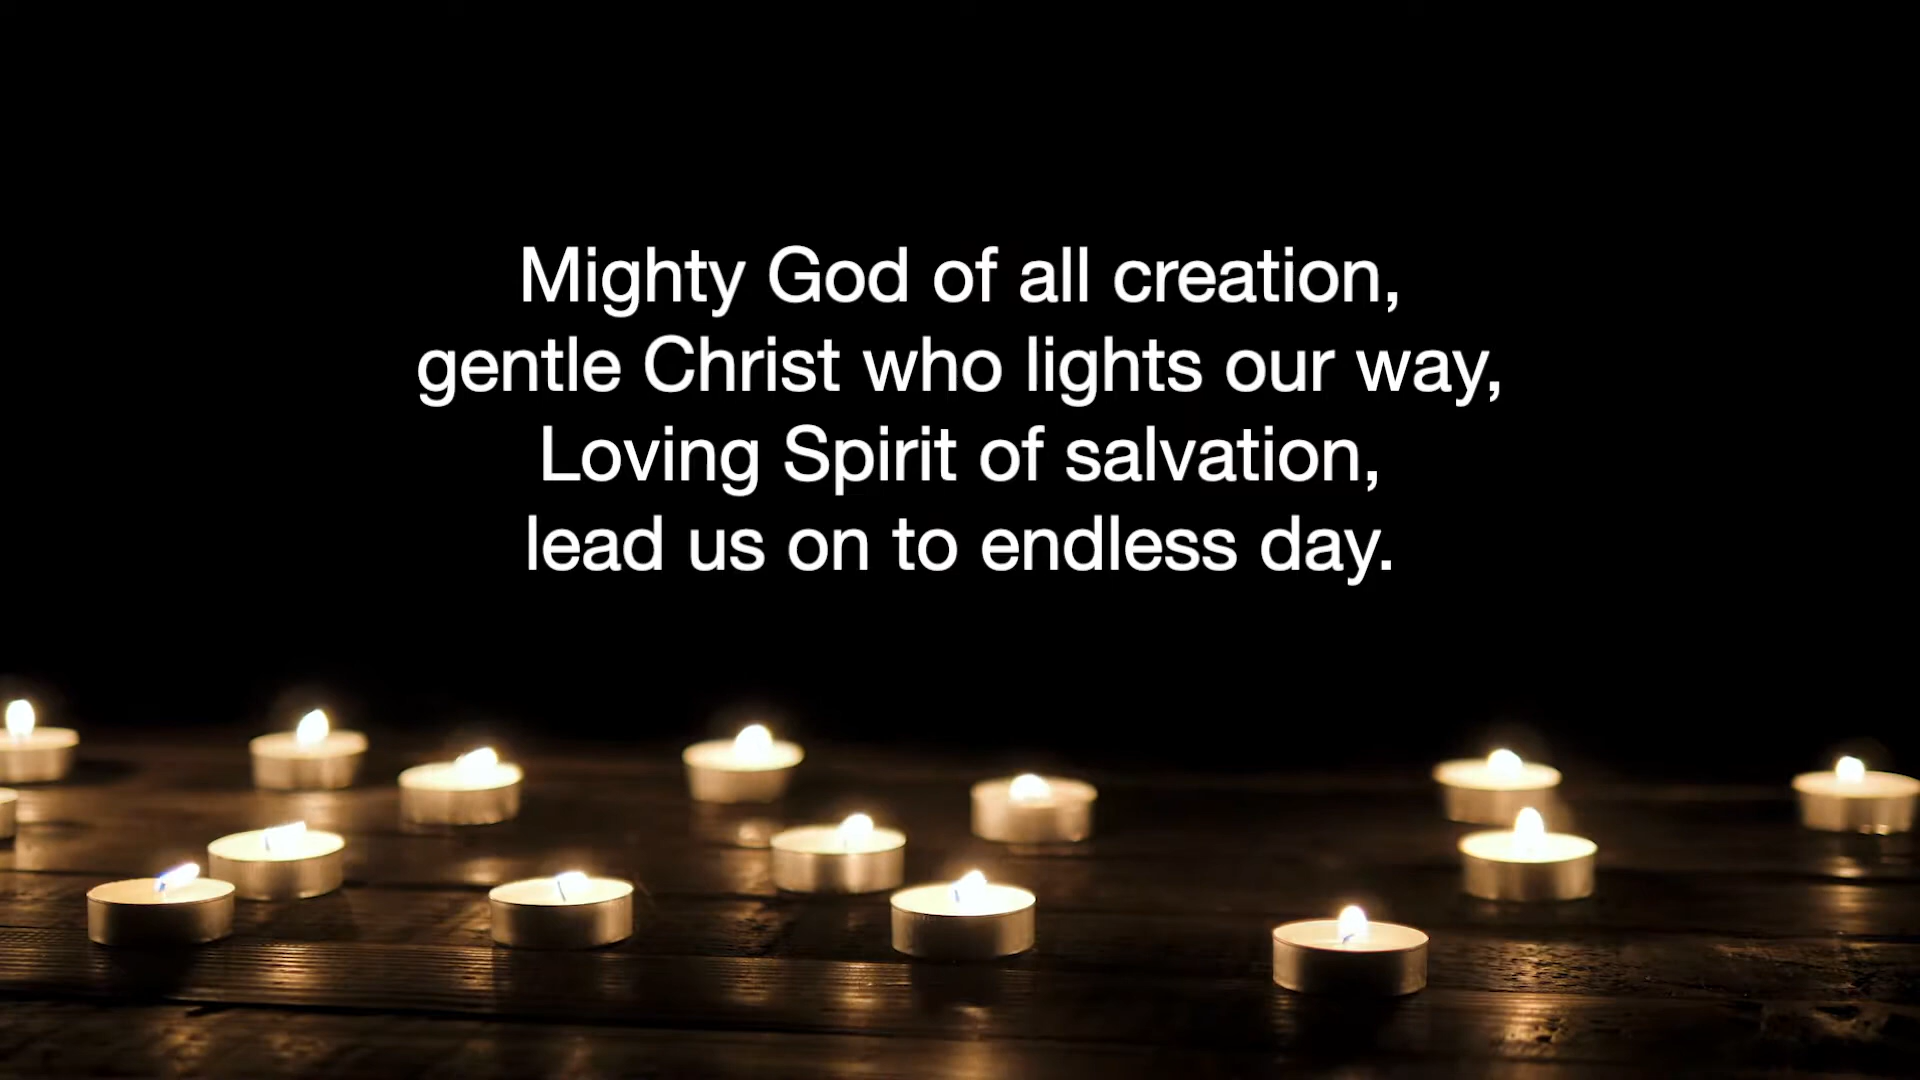 Mighty God of all creation,
gentle Christ who lights our way,
Loving Spirit of salvation,
lead us on to endless day.